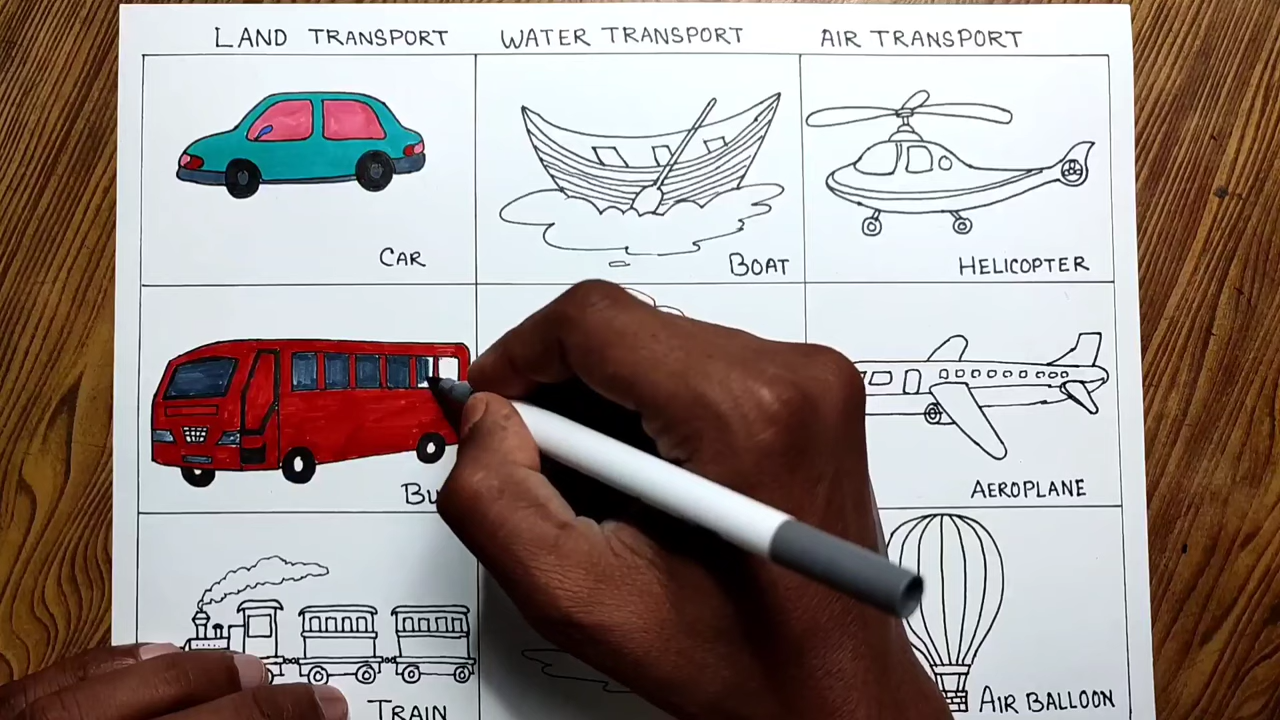 LAND TRANSPORT
WATER TRANSPORT
AIR TRANSPORT
CAR
BOAT
HELICOPTER
AEROPLANE
TRAIN
AIR BALLOON